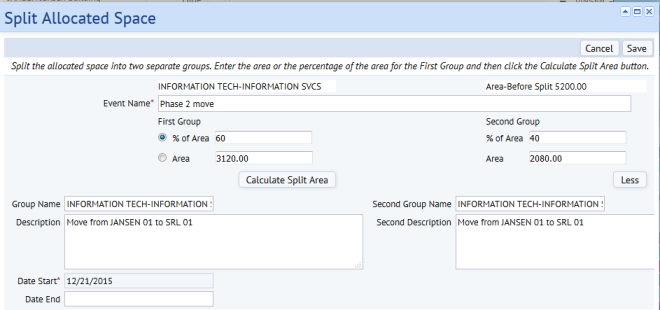 Split Allocated Space
Cancel Save
Split the allocated space into two separate groups. Enter the area or the percentage of the area for the First Group and then click the Calculate Split Area button.
INFORMATION TECH-INFORMATION SVCS Area-Before Split 5200.00
Event Name* Phase 2 move
First Group Second Group
% of Area 60 % of Area 40
Area 3120.00 Area 2080.00
Calculate Split Area Less
Group Name INFORMATION TECH-INFORMATION Second Group Name INFORMATION TECH-INFORMATION
Description Move from JANSEN 01 to SRL 01 Second Description Move from JANSEN 01 to SRL 01
Date Start* 12/21/2015
Date End